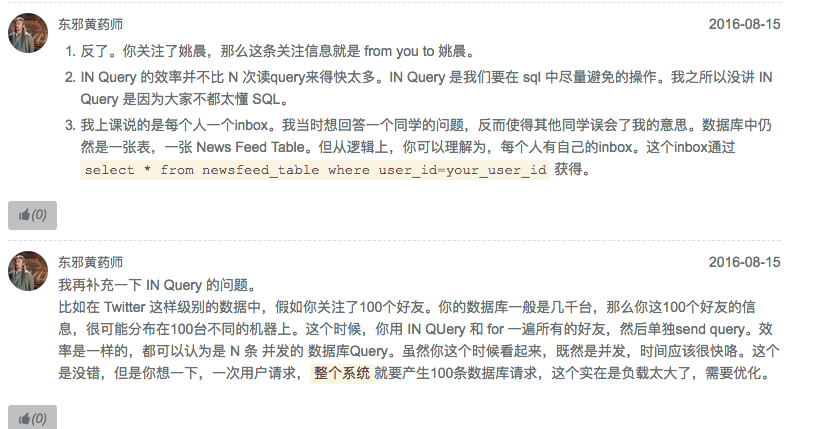 东邪黄药师 2016-08-15
1. 反了。你关注了姚晨，那么这条关注信息就是 from you to 姚晨。
2. IN Query 的效率并不比 N 次读query来得快太多。IN Query 是我们要在 sql 中尽量避免的操作。我之所以没讲 IN
Query 是因为大家不都太懂 SQL。
3. 我上课说的是每个人一个inbox。我当时想回答一个同学的问题，反而使得其他同学误会了我的意思。数据库中仍
然是一张表，一张 News Feed Table。但从逻辑上，你可以理解为，每个人有自己的inbox。这个inbox通过
select * from newsfeed_table where user_id=your_user_id 获得。
(0)
东邪黄药师 2016-08-15
我再补充一下 IN Query 的问题。
比如在 Twitter 这样级别的数据中，假如你关注了100个好友。你的数据库一般是几千台，那么你这100个好友的信
息，很可能分布在100台不同的机器上。这个时候，你用 IN QUery 和 for 一遍所有的好友，然后单独send query。效
率是一样的，都可以认为是 N 条 并发的 数据库Query。虽然你这个时候看起来，既然是并发，时间应该很快咯。这个
是没错，但是你想一下，一次用户请求，整个系统就要产生100条数据库请求，这个实在是负载太大了，需要优化。
(0)